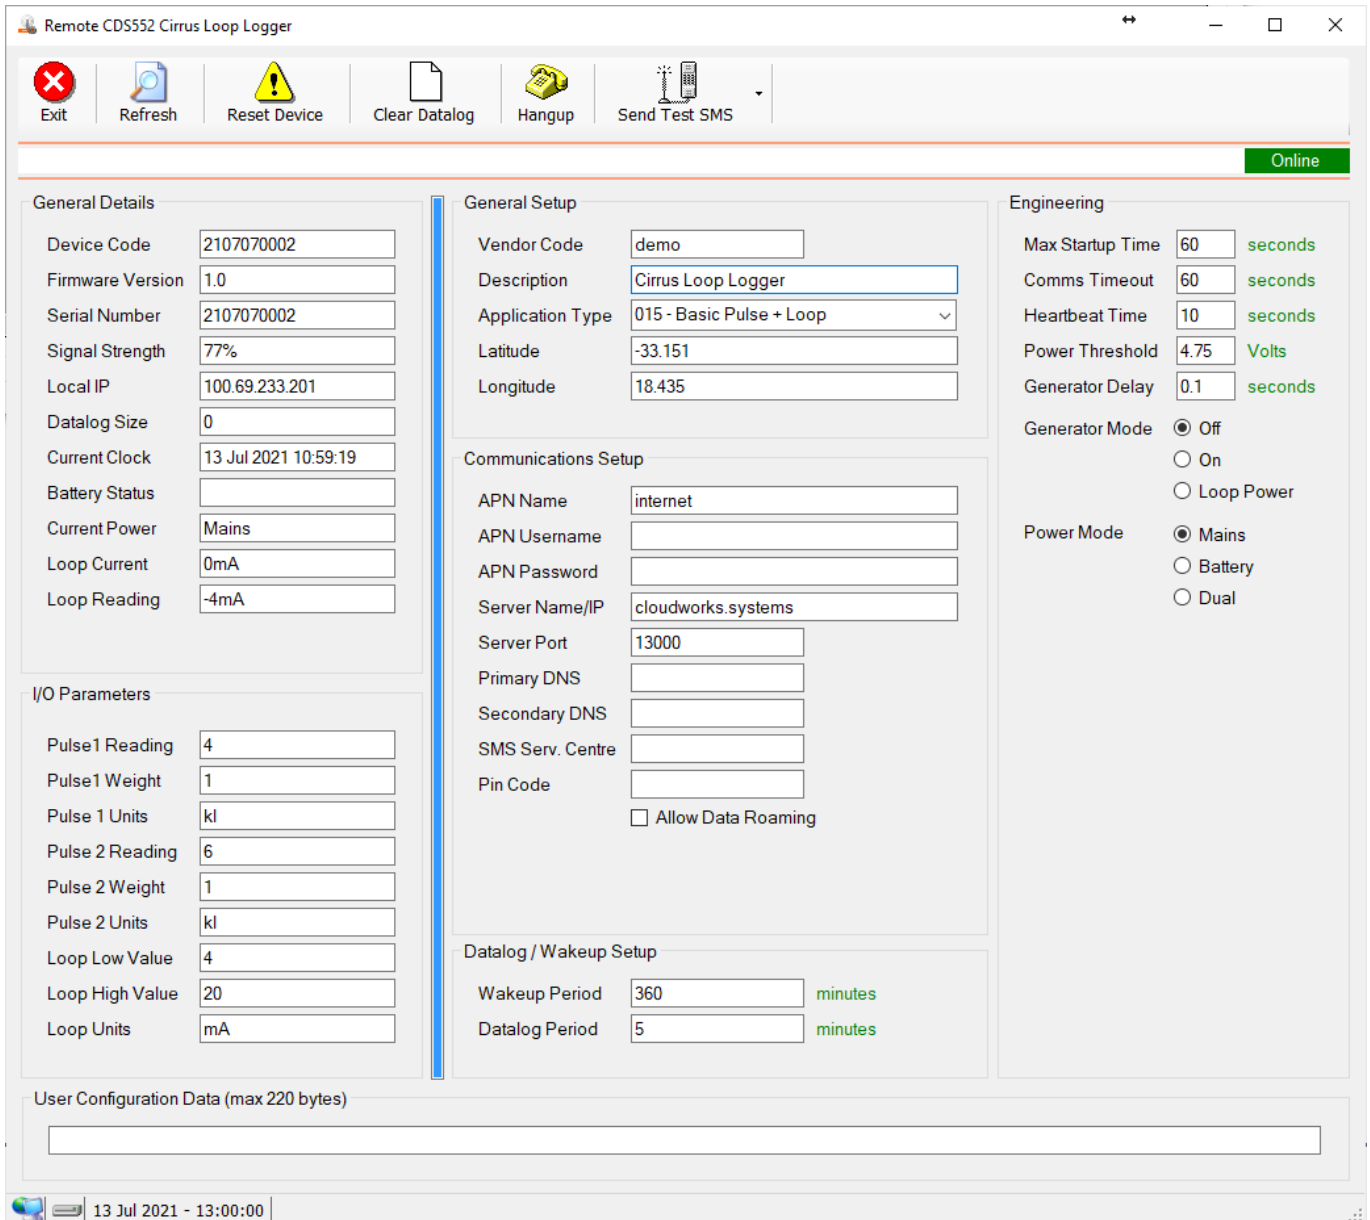 Remote CDS552 Cirrus Loop Logger
Exit
Refresh
Reset Device
Clear Datalog
Hangup
Send Test SMS
Online
General Details
Device Code 2107070002
Firmware Version 1.0
Serial Number 2107070002
Signal Strength 77%
Local IP 100.69.233.201
Datalog Size 0
Current Clock 13 Jul 2021 10:59:19
Battery Status
Current Power Mains
Loop Current 0mA
Loop Reading -4mA
I/O Parameters
Pulse1 Reading 4
Pulse1 Weight 1
Pulse 1 Units kl
Pulse 2 Reading 6
Pulse 2 Weight 1
Pulse 2 Units kl
Loop Low Value 4
Loop High Value 20
Loop Units mA
General Setup
Vendor Code demo
Description Cirrus Loop Logger
Application Type 015 - Basic Pulse + Loop
Latitude -33.151
Longitude 18.435
Communications Setup
APN Name internet
APN Username
APN Password
Server Name/IP cloudworks.systems
Server Port 13000
Primary DNS
Secondary DNS
SMS Serv. Centre
Pin Code
Allow Data Roaming
Datalog / Wakeup Setup
Wakeup Period 360 minutes
Datalog Period 5 minutes
Engineering
Max Startup Time 60 seconds
Comms Timeout 60 seconds
Heartbeat Time 10 seconds
Power Threshold 4.75 Volts
Generator Delay 0.1 seconds
Generator Mode Off
On
Loop Power
Power Mode Mains
Battery
Dual
User Configuration Data (max 220 bytes)
13 Jul 2021 - 13:00:00